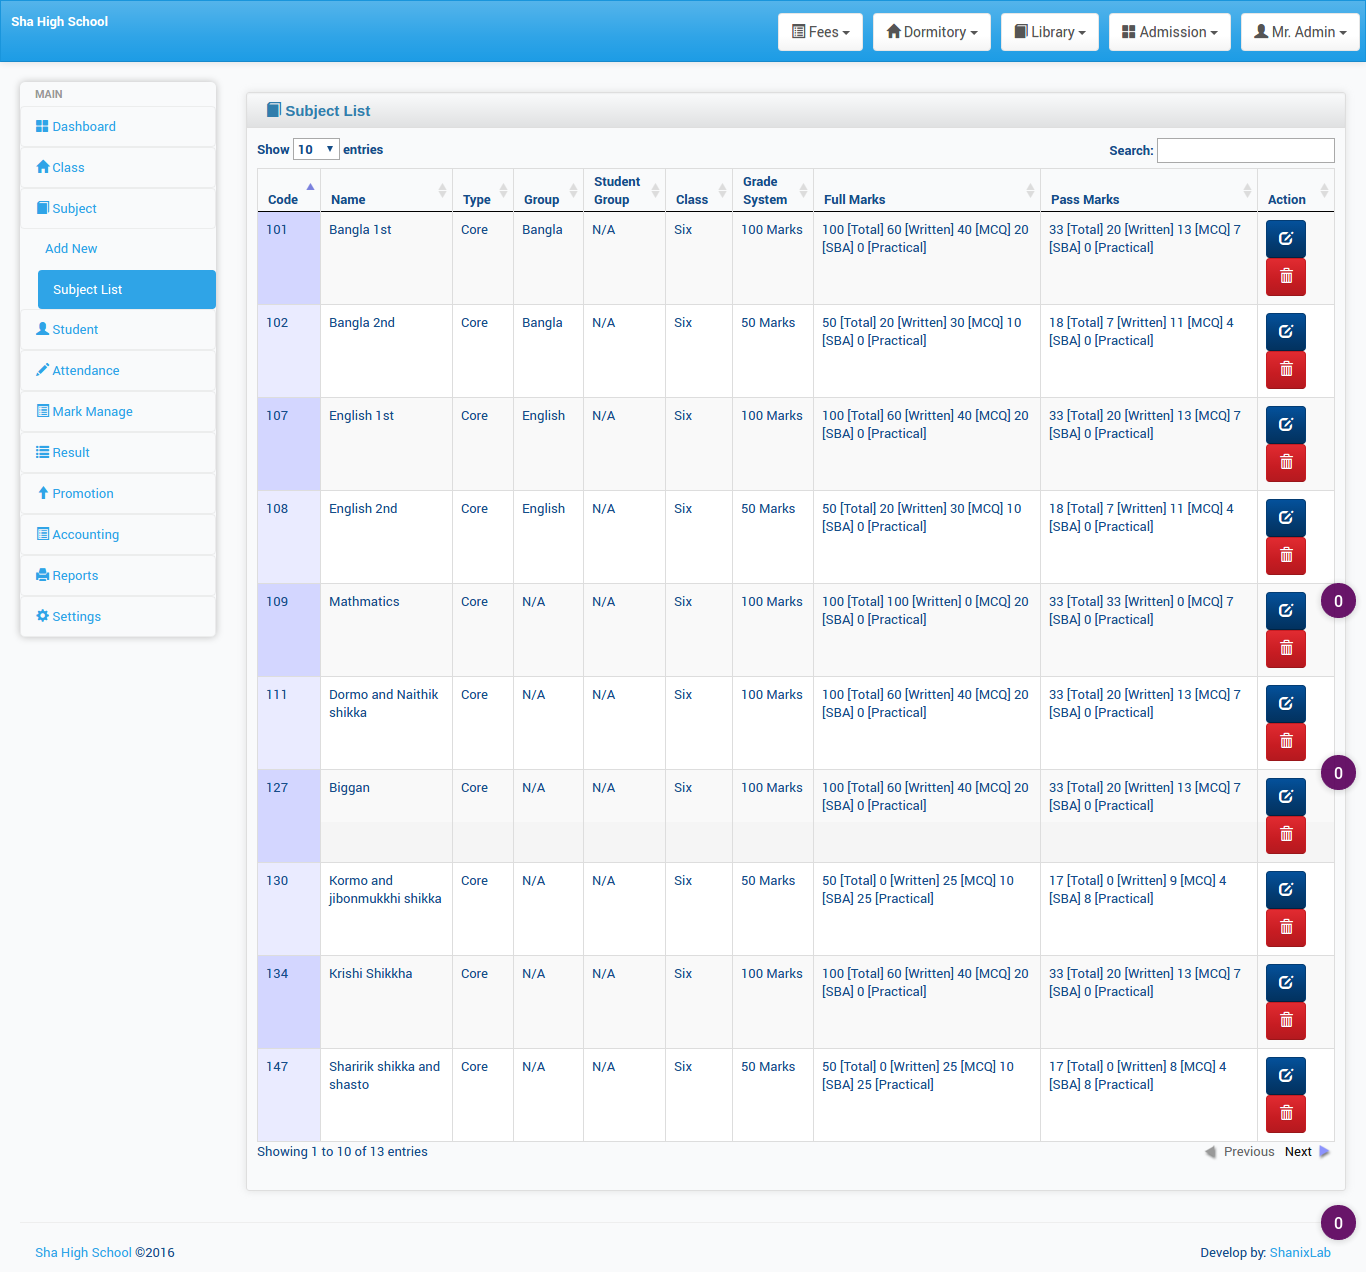 Sha High School
Fees
Dormitory
Library
Admission
Mr. Admin
MAIN
Dashboard
Class
Subject
Add New
Subject List
Student
Attendance
Mark Manage
Result
Promotion
Accounting
Reports
Settings
Subject List
Show 10 entries
Search:
Code Name Type Group Student Group Class Grade System Full Marks Pass Marks Action
101 Bangla 1st Core Bangla N/A Six 100 Marks 100 [Total] 60 [Written] 40 [MCQ] 20 33 [Total] 20 [Written] 13 [MCQ] 7
[SBA] 0 [Practical] [SBA] 0 [Practical]
102 Bangla 2nd Core Bangla N/A Six 50 Marks 50 [Total] 20 [Written] 30 [MCQ] 10 18 [Total] 7 [Written] 11 [MCQ] 4
[SBA] 0 [Practical] [SBA] 0 [Practical]
107 English 1st Core English N/A Six 100 Marks 100 [Total] 60 [Written] 40 [MCQ] 20 33 [Total] 20 [Written] 13 [MCQ] 7
[SBA] 0 [Practical] [SBA] 0 [Practical]
108 English 2nd Core English N/A Six 50 Marks 50 [Total] 20 [Written] 30 [MCQ] 10 18 [Total] 7 [Written] 11 [MCQ] 4
[SBA] 0 [Practical] [SBA] 0 [Practical]
109 Mathmatics Core N/A N/A Six 100 Marks 100 [Total] 100 [Written] 0 [MCQ] 20 33 [Total] 33 [Written] 0 [MCQ] 7
[SBA] 0 [Practical] [SBA] 0 [Practical]
0
111 Dormo and Naithik Core N/A N/A Six 100 Marks 100 [Total] 60 [Written] 40 [MCQ] 20 33 [Total] 20 [Written] 13 [MCQ] 7
shikka [SBA] 0 [Practical] [SBA] 0 [Practical]
0
127 Biggan Core N/A N/A Six 100 Marks 100 [Total] 60 [Written] 40 [MCQ] 20 33 [Total] 20 [Written] 13 [MCQ] 7
[SBA] 0 [Practical] [SBA] 0 [Practical]
130 Kormo and Core N/A N/A Six 50 Marks 50 [Total] 0 [Written] 25 [MCQ] 10 17 [Total] 0 [Written] 9 [MCQ] 4
jibonmukkhi shikka [SBA] 25 [Practical] [SBA] 8 [Practical]
134 Krishi Shikkha Core N/A N/A Six 100 Marks 100 [Total] 60 [Written] 40 [MCQ] 20 33 [Total] 20 [Written] 13 [MCQ] 7
[SBA] 0 [Practical] [SBA] 0 [Practical]
147 Sharirik shikka and Core N/A N/A Six 50 Marks 50 [Total] 0 [Written] 25 [MCQ] 10 17 [Total] 0 [Written] 8 [MCQ] 4
shasto [SBA] 25 [Practical] [SBA] 8 [Practical]
Showing 1 to 10 of 13 entries
Previous Next
0
Sha High School ©2016
Develop by: ShanixLab